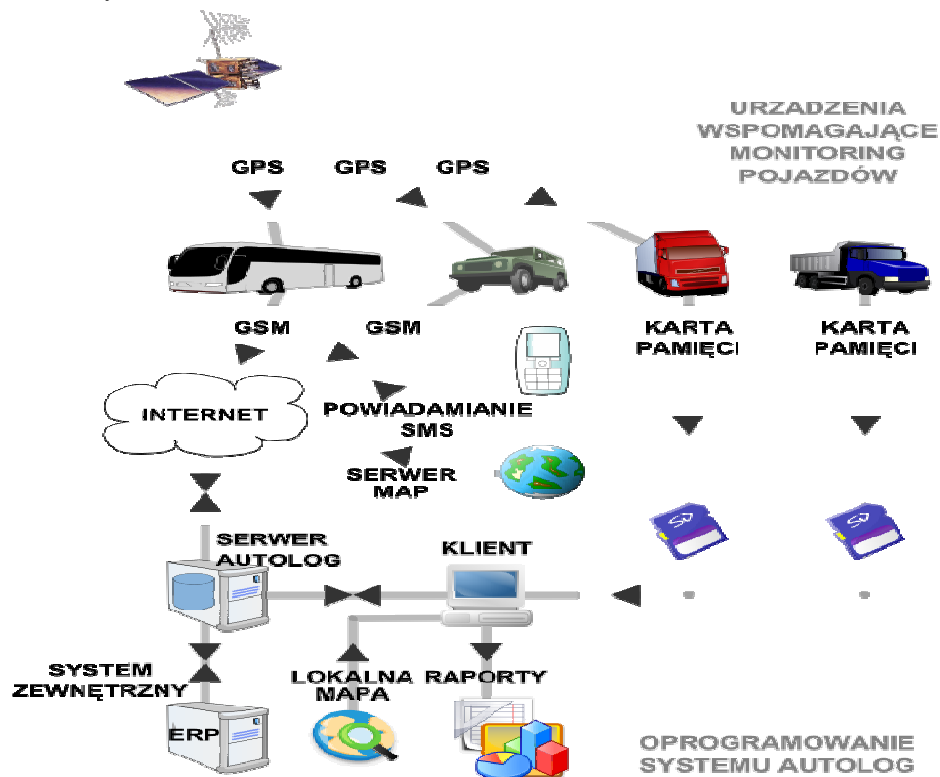 URZADZENIA
WSPOMAGAJĄCE
MONITORING
POJAZDÓW
GPS GPS GPS
GSM GSM
KARTA
PAMIĘCI
KARTA
PAMIĘCI
INTERNET
POWIADAMIANIE
SMS
SERWER
MAP
SERWER
AUTOLOG
KLIENT
SYSTEM
ZEWNĘTRZNY
LOKALNA
MAPA
RAPORTY
ERP
OPROGRAMOWANIE
SYSTEMU AUTOLOG